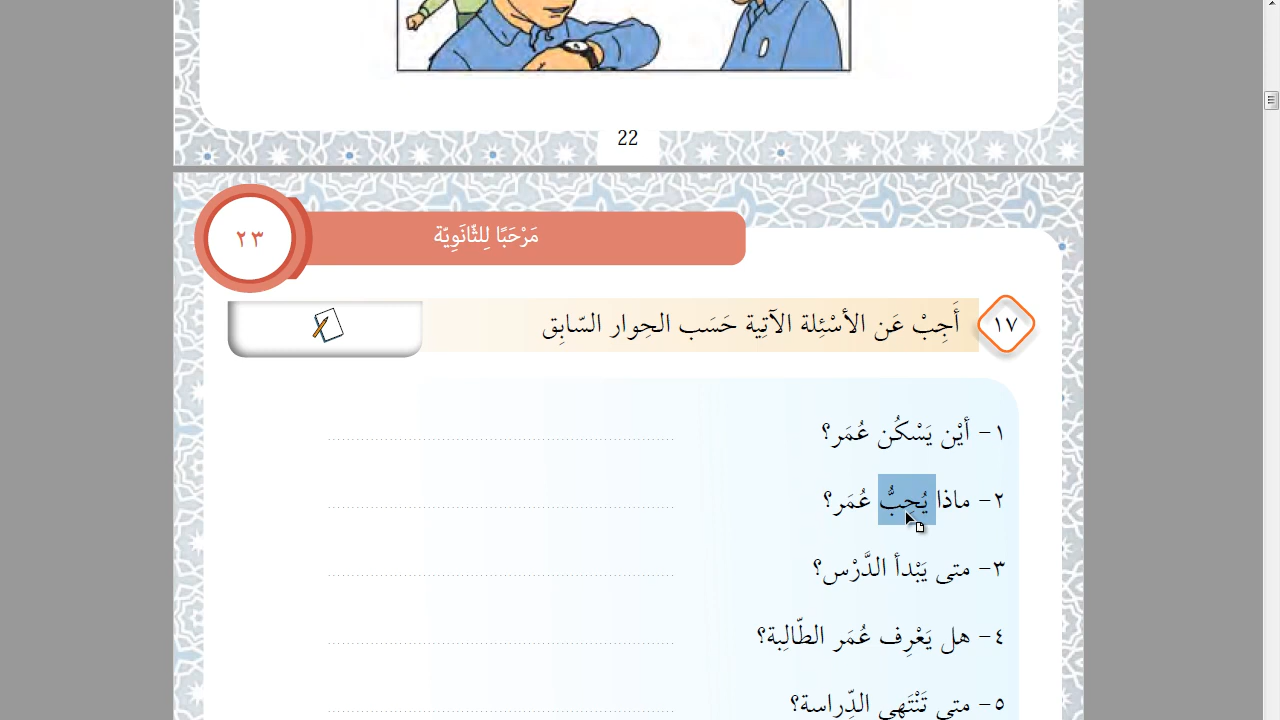 22
٢٣
مَرْحَبًا لِلثّانَوِيّة
١٧
أَجِبْ عَن الأسْئِلة الآتِية حَسَب الحِوار السّابِق
١- أيْن يَسْكُن عُمَر؟
٢- ماذا يُحِبُّ عُمَر؟
٣- متى يَبْدأ الدَّرْس؟
٤- هل يَعْرِف عُمَر الطّالِبة؟
٥- متى تَنْتَهي الدِّراسة؟